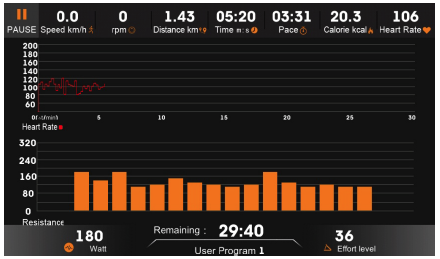 0.0 0 1.43 05:20 03:31 20.3 106
PAUSE Speed km/h rpm Distance km Time m:s Pace Calorie kcal Heart Rate
200
180
160
140
120
100
80
60
40
20
5 10 15 20 25 30
Heart Rate
320
240
160
80
0
Resistance
180
Watt
Remaining : 29:40
User Program 1
36
Effort level